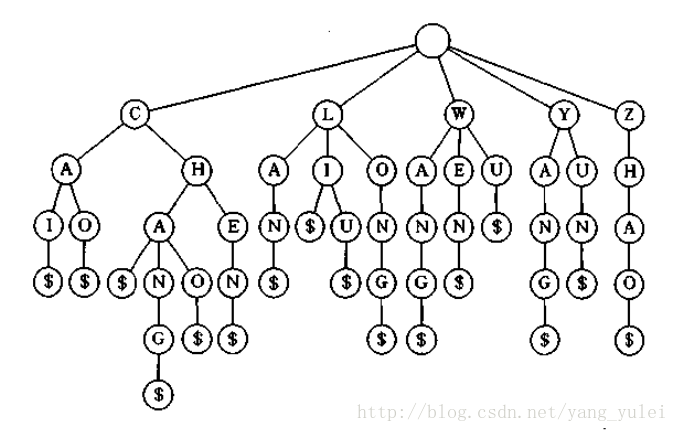 C L W Y Z
A H A I O A E U A U H
I O A E N $ U N N N $ N N A
$ $ $ N O N $ $ G G $ G $ O
G $ $ $ $ $ $
$
http://blog.csdn.net/yang_yulei